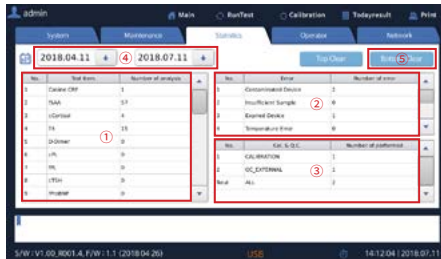 admin
Main
RunTest
Calibration
Todayresult
Print
System
Maintenance
Statistics
Operator
Network
2018.04.11
④
2018.07.11
Top Clear
Bottom Clear
⑤
No. Test Item Number of analysis
1 Canine CRP 1
2 fSAA 57
3 cCortisol 4
4 T4 15
5 D-Dimer 0
6 cPL 0
7 fPL 0
8 cTSH 0
9 0
①
No. Error Number of error
1 Contaminated Device 2
2 Insufficient Sample 0
3 Expired Device 1
4 Temperature Error 0
②
No. Cal. & Q.C. Number of performed
1 CALIBRATION 1
2 QC_EXTERNAL 1
Total ALL 2
③
S/W : V1.00_R001.4, F/W : 1.1 (2018.04.26)
USB
14:12:04 | 2018.07.11